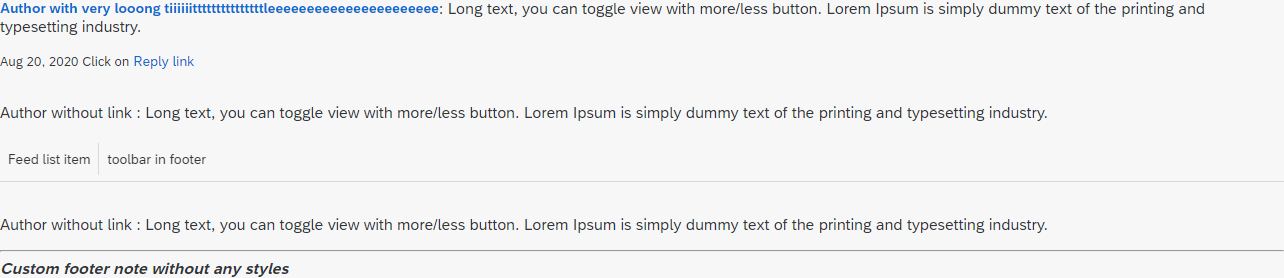 Author with very looong tiiiiiittttttttttttttttleeeeeeeeeeeeeeeeeeeeee: Long text, you can toggle view with more/less button. Lorem Ipsum is simply dummy text of the printing and
typesetting industry.
Aug 20, 2020 Click on Reply link
Author without link : Long text, you can toggle view with more/less button. Lorem Ipsum is simply dummy text of the printing and typesetting industry.
Feed list item toolbar in footer
Author without link : Long text, you can toggle view with more/less button. Lorem Ipsum is simply dummy text of the printing and typesetting industry.
Custom footer note without any styles